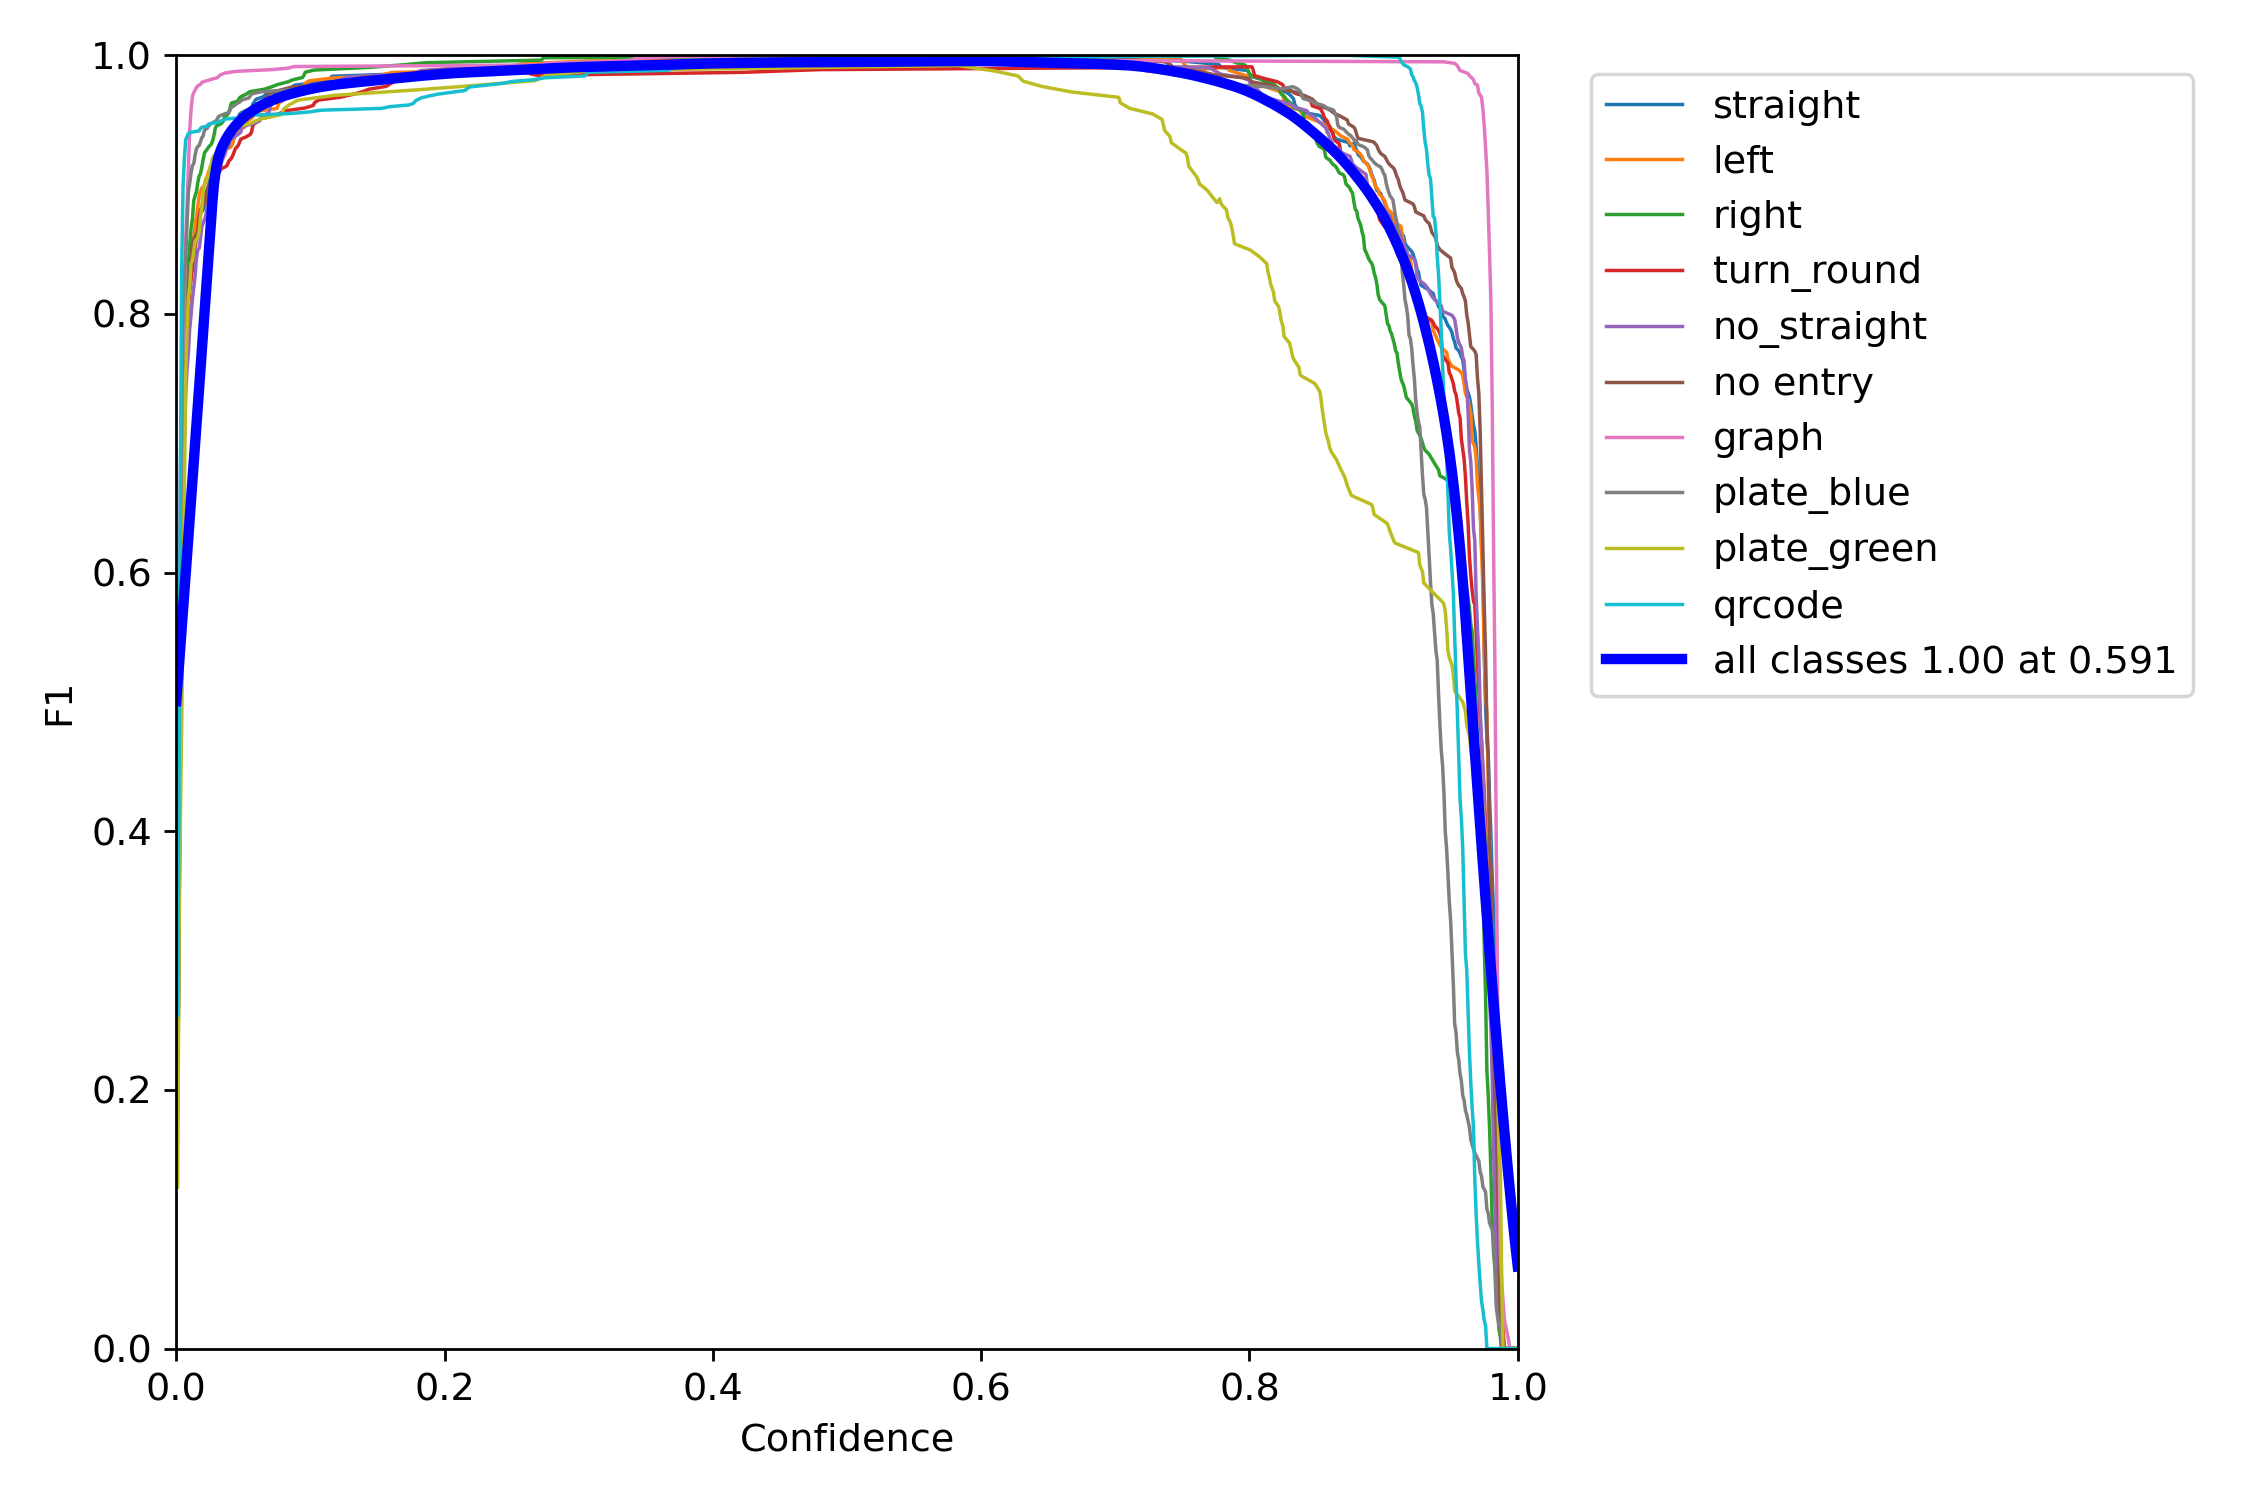 1.0
0.8
0.6
0.4
0.2
0.0
F1
0.0 0.2 0.4 0.6 0.8 1.0
Confidence
straight
left
right
turn_round
no_straight
no entry
graph
plate_blue
plate_green
qrcode
all classes 1.00 at 0.591